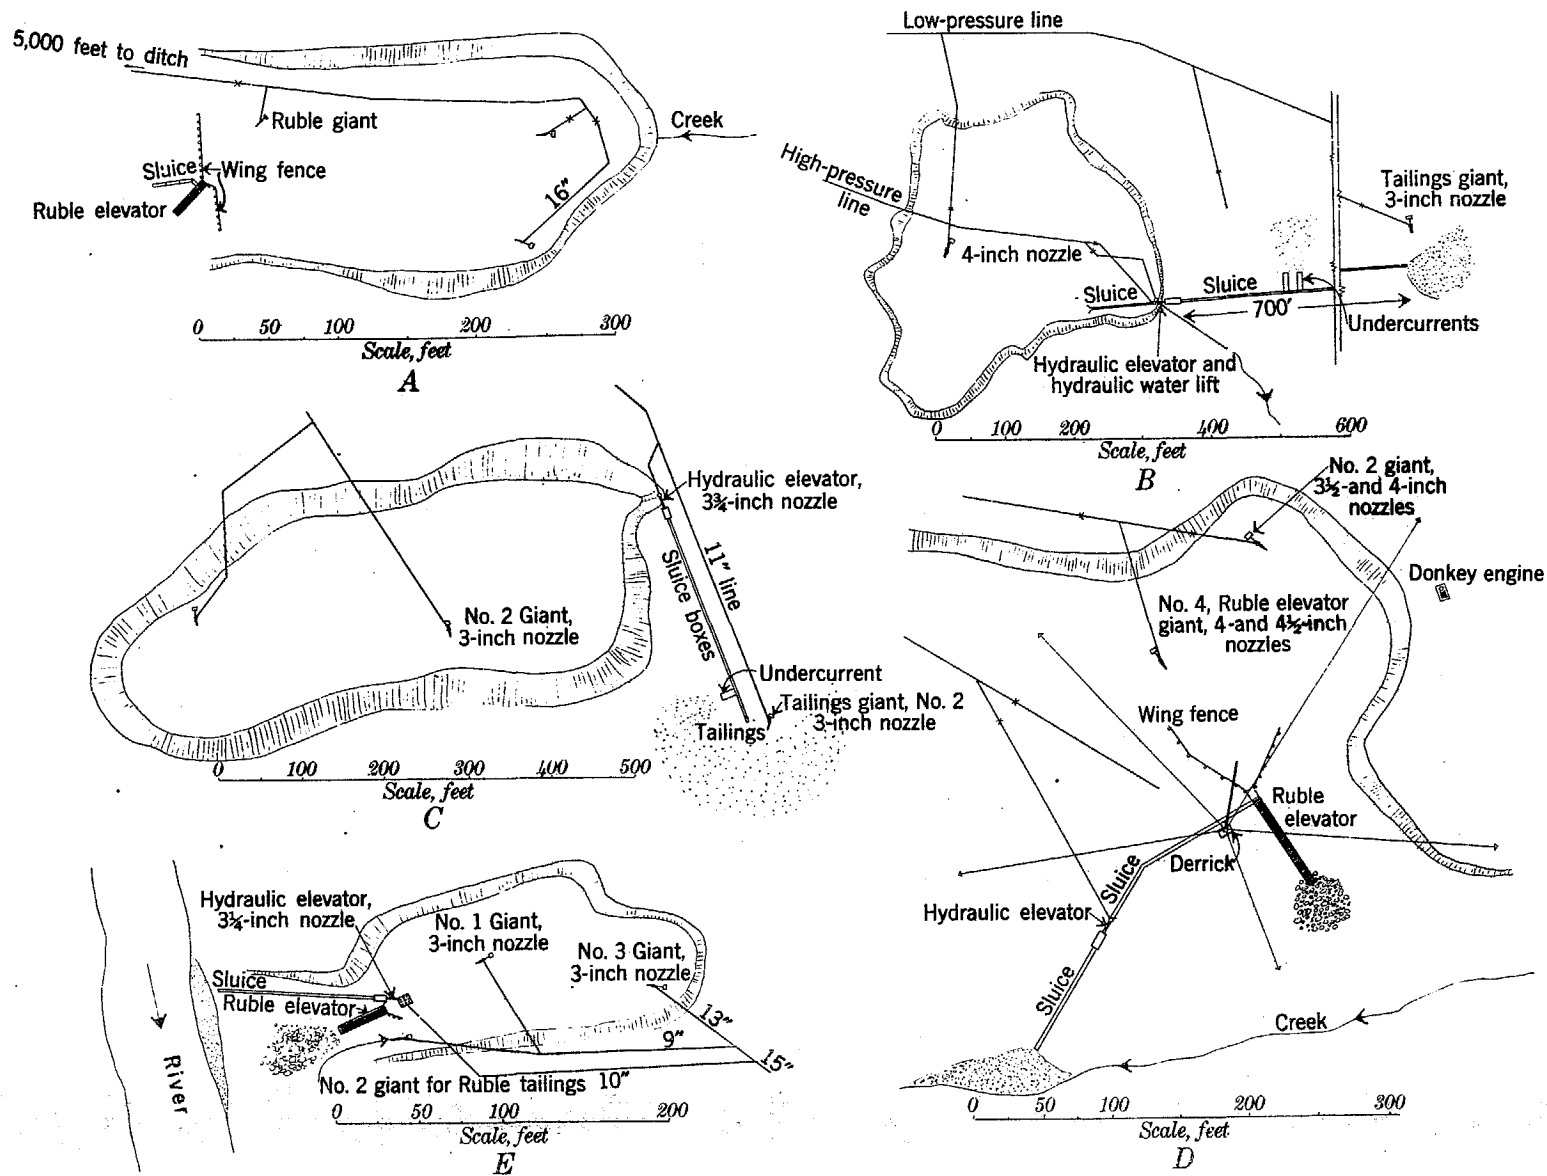 5,000 feet to ditch
Ruble giant
Creek
Sluice
Wing fence
Ruble elevator
16"
0 50 100 200 300
Scale, feet
A
Low-pressure line
High-pressure
line
4-inch nozzle
Tailings giant,
3-inch nozzle
Sluice
Sluice
700'
Undercurrents
Hydraulic elevator and
hydraulic water lift
0 100 200 400 600
Scale, feet
B
Hydraulic elevator,
3¾-inch nozzle
11" line
Sluice boxes
No. 2 Giant,
3-inch nozzle
Undercurrent
Tailings giant, No. 2
3-inch nozzle
Tailings
0 100 200 300 400 500
Scale, feet
C
No. 2 giant,
3½-and 4-inch
nozzles
Donkey engine
No. 4, Ruble elevator
giant, 4-and 4½-inch
nozzles
Wing fence
Ruble
elevator
Derrick
Sluice
Hydraulic elevator
Sluice
Creek
0 50 100 200 300
Scale, feet
D
Hydraulic elevator,
3¼-inch nozzle
No. 1 Giant,
3-inch nozzle
No. 3 Giant,
3-inch nozzle
Sluice
Ruble elevator
13"
9"
15"
River
No. 2 giant for Ruble tailings 10"
0 50 100 200
Scale, feet
E